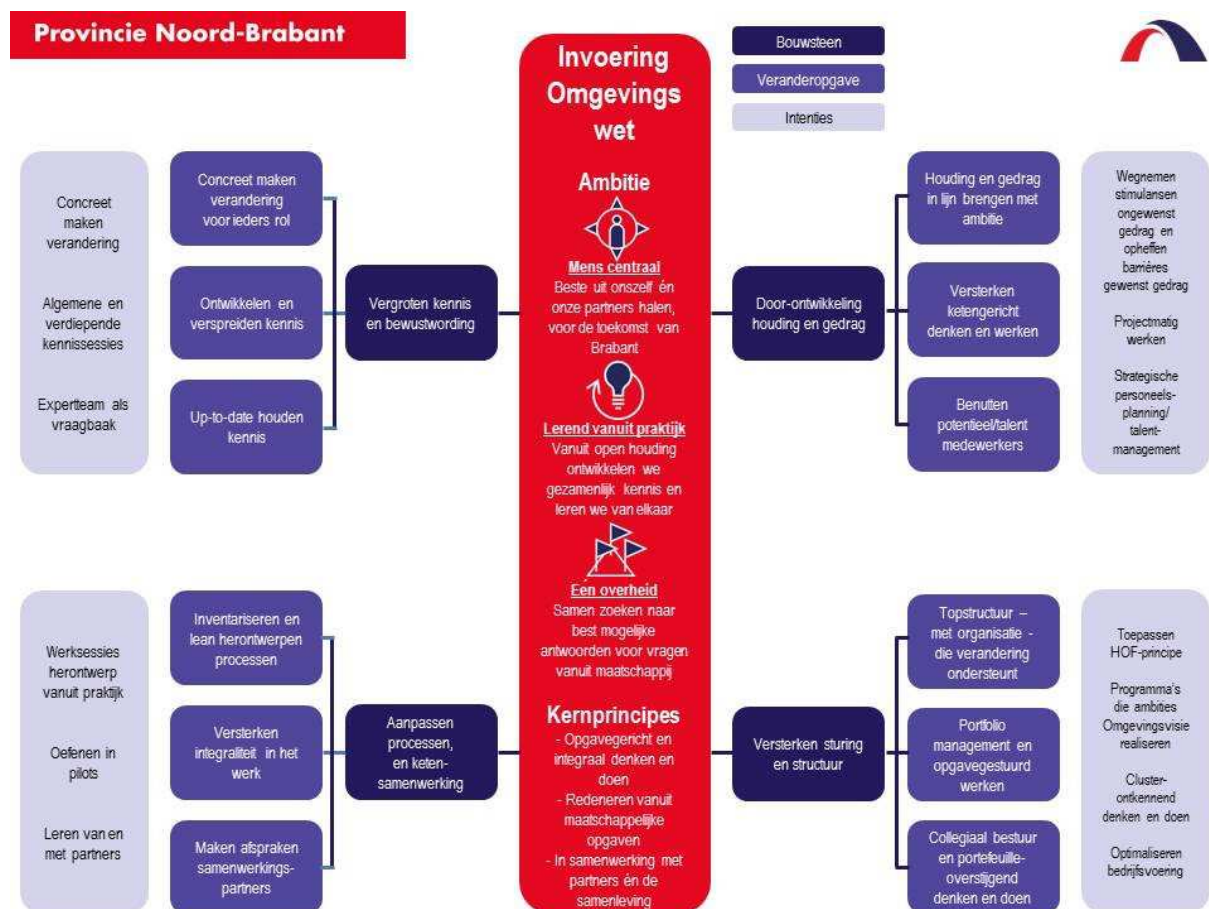 Provincie Noord-Brabant
Invoering
Omgevings
wet
Ambitie
Mens centraal
Beste uit onszelf én
onze partners halen,
voor de toekomst van
Brabant
Lerend vanuit praktijk
Vanuit open houding
ontwikkelen we
gezamenlijk kennis en
leren we van elkaar
Één overheid
Samen zoeken naar
best mogelijke
antwoorden voor vragen
vanuit maatschappij
Kernprincipes
- Opgavegericht en
integraal denken en
doen
- Redeneren vanuit
maatschappelijke
opgaven
- In samenwerking met
partners én de
samenleving
Bouwsteen
Veranderopgave
Intenties
Concreet
maken
verandering
Algemene en
verdiepende
kennissessies
Expertteam als
vraagbaak
Concreet maken
verandering
voor ieders rol
Ontwikkelen en
verspreiden kennis
Up-to-date houden
kennis
Vergroten kennis
en bewustwording
Door-ontwikkeling
houding en gedrag
Houding en gedrag
in lijn brengen met
ambitie
Versterken
ketengericht
denken en werken
Benutten
potentieel/talent
medewerkers
Wegnemen
stimulansen
ongewenst
gedrag en
opheffen
barrières
gewenst gedrag
Projectmatig
werken
Strategische
personeels-
planning/
talent-
management
Werksessies
herontwerp
vanuit praktijk
Oefenen in
pilots
Leren van en
met partners
Inventariseren en
lean herontwerpen
processen
Versterken
integraliteit in het
werk
Maken afspraken
samenwerkings-
partners
Aanpassen
processen,
en keten-
samenwerking
Versterken sturing
en structuur
Topstructuur –
met organisatie -
die verandering
ondersteunt
Portfolio
management en
opgavegestuurd
werken
Collegiaal bestuur
en portefeuille-
overstijgend
denken en doen
Toepassen
HOF-principe
Programma's
die ambities
Omgevingsvisie
realiseren
Cluster-
ontkennend
denken en doen
Optimaliseren
bedrijfsvoering